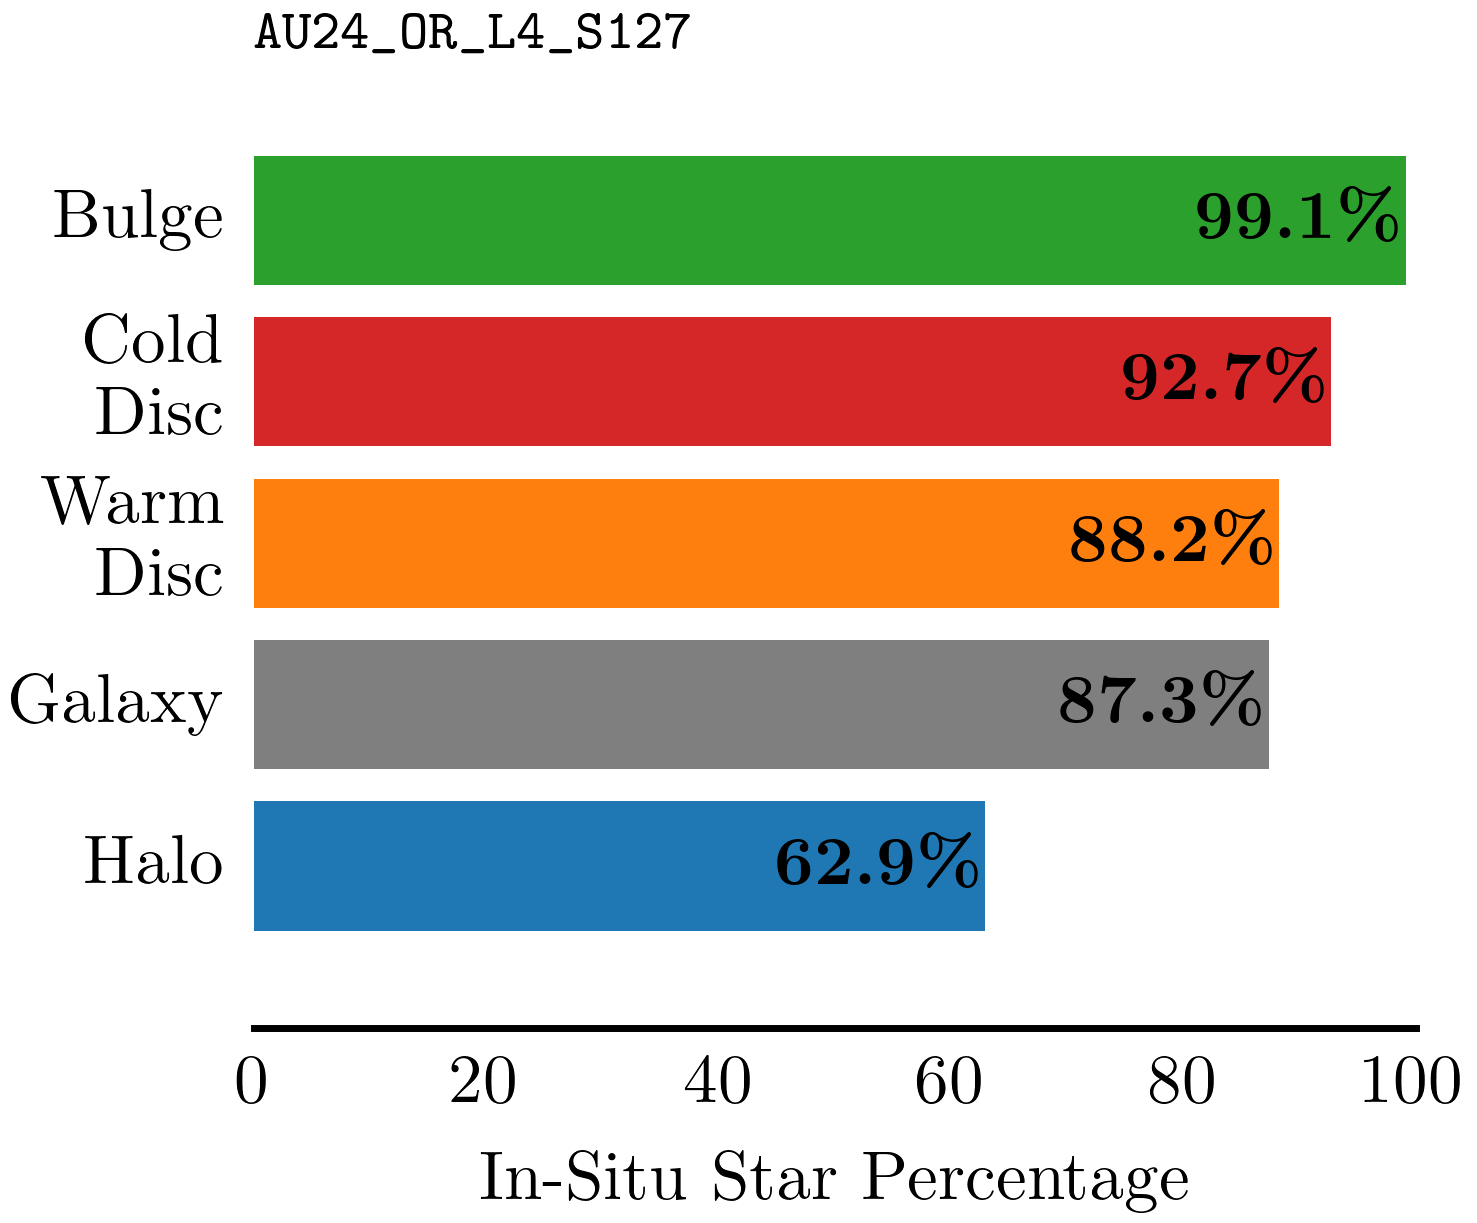 AU24_OR_L4_S127
Bulge
99.1%
Cold
Disc
92.7%
Warm
Disc
88.2%
Galaxy
87.3%
Halo
62.9%
0 20 40 60 80 100
In-Situ Star Percentage